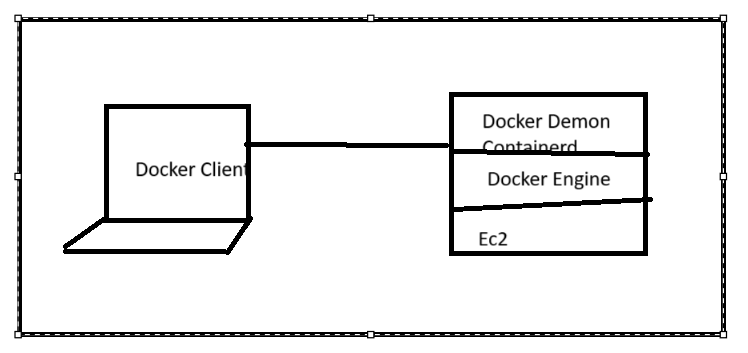 Docker Client
Docker Demon
Containerd
Docker Engine
Ec2